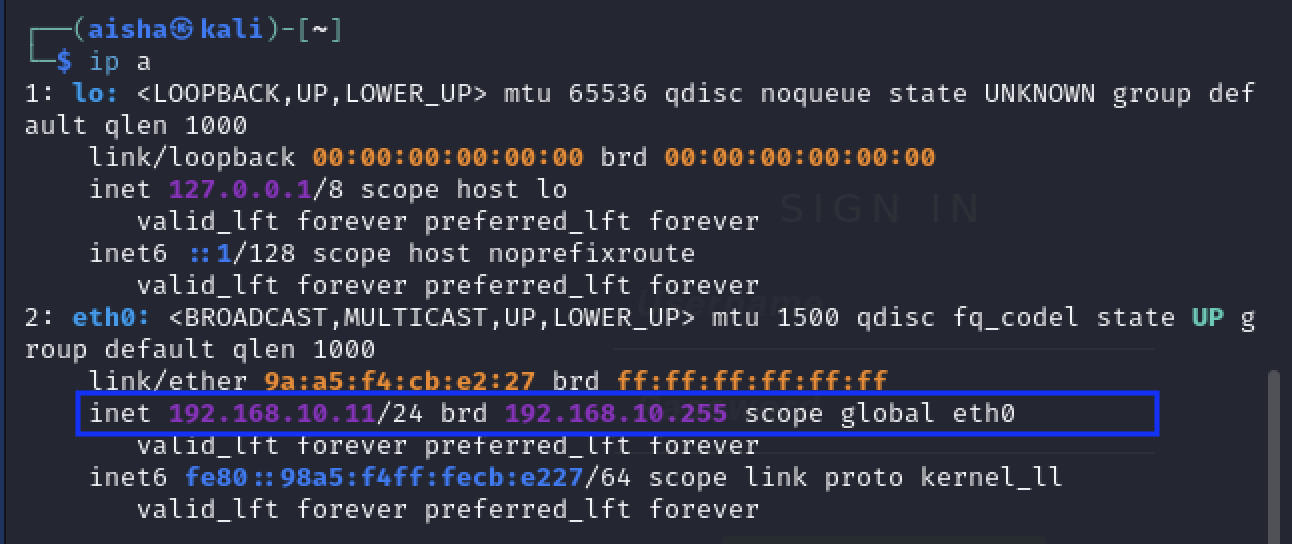 ┌──(aisha㉿kali)-[~]
└─$ ip a
1: lo: <LOOPBACK,UP,LOWER_UP> mtu 65536 qdisc noqueue state UNKNOWN group def
ault qlen 1000
    link/loopback 00:00:00:00:00:00 brd 00:00:00:00:00:00
    inet 127.0.0.1/8 scope host lo
       valid_lft forever preferred_lft forever
SIGN IN
    inet6 ::1/128 scope host noprefixroute
       valid_lft forever preferred_lft forever
Username
2: eth0: <BROADCAST,MULTICAST,UP,LOWER_UP> mtu 1500 qdisc fq_codel state UP g
roup default qlen 1000
    link/ether 9a:a5:f4:cb:e2:27 brd ff:ff:ff:ff:ff:ff
    inet 192.168.10.11/24 brd 192.168.10.255 scope global eth0
       valid_lft forever preferred_lft forever
    inet6 fe80::98a5:f4ff:fecb:e227/64 scope link proto kernel_ll
       valid_lft forever preferred_lft forever